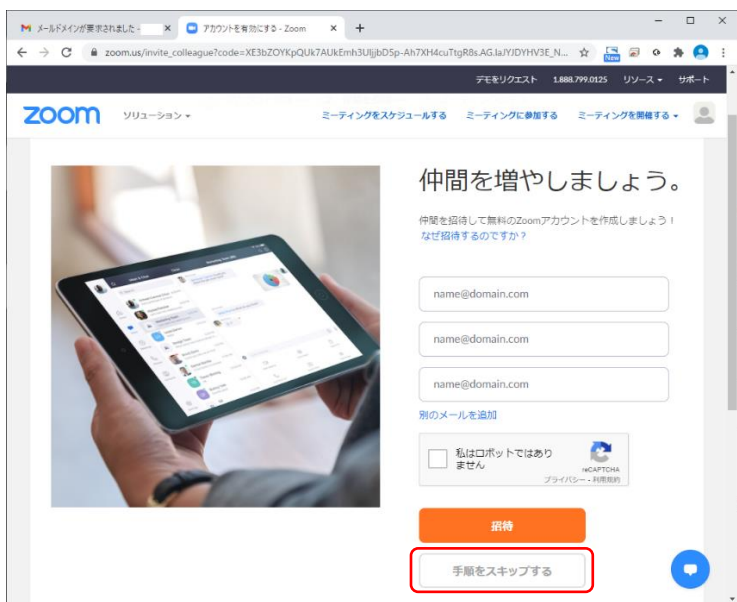 メールドメインが要求されました -
アカウントを有効にする - Zoom
zoom.us/invite_colleague?code=XE3bZOYKpQUk7AUkEmh3UljjbD5p-Ah7XH4cuTtgR8s.AG.laJYJDYHV3E_N...
New
デモをリクエスト 1.888.799.0125 リソース サポート
zoom ソリューション ミーティングをスケジュールする ミーティングに参加する ミーティングを開催する
仲間を増やしましょう。
仲間を招待して無料のZoomアカウントを作成しましょう！
なぜ招待するのですか？
name@domain.com
name@domain.com
name@domain.com
別のメールを追加
私はロボットではあり
ません
reCAPTCHA
プライバシー - 利用規約
招待
手順をスキップする